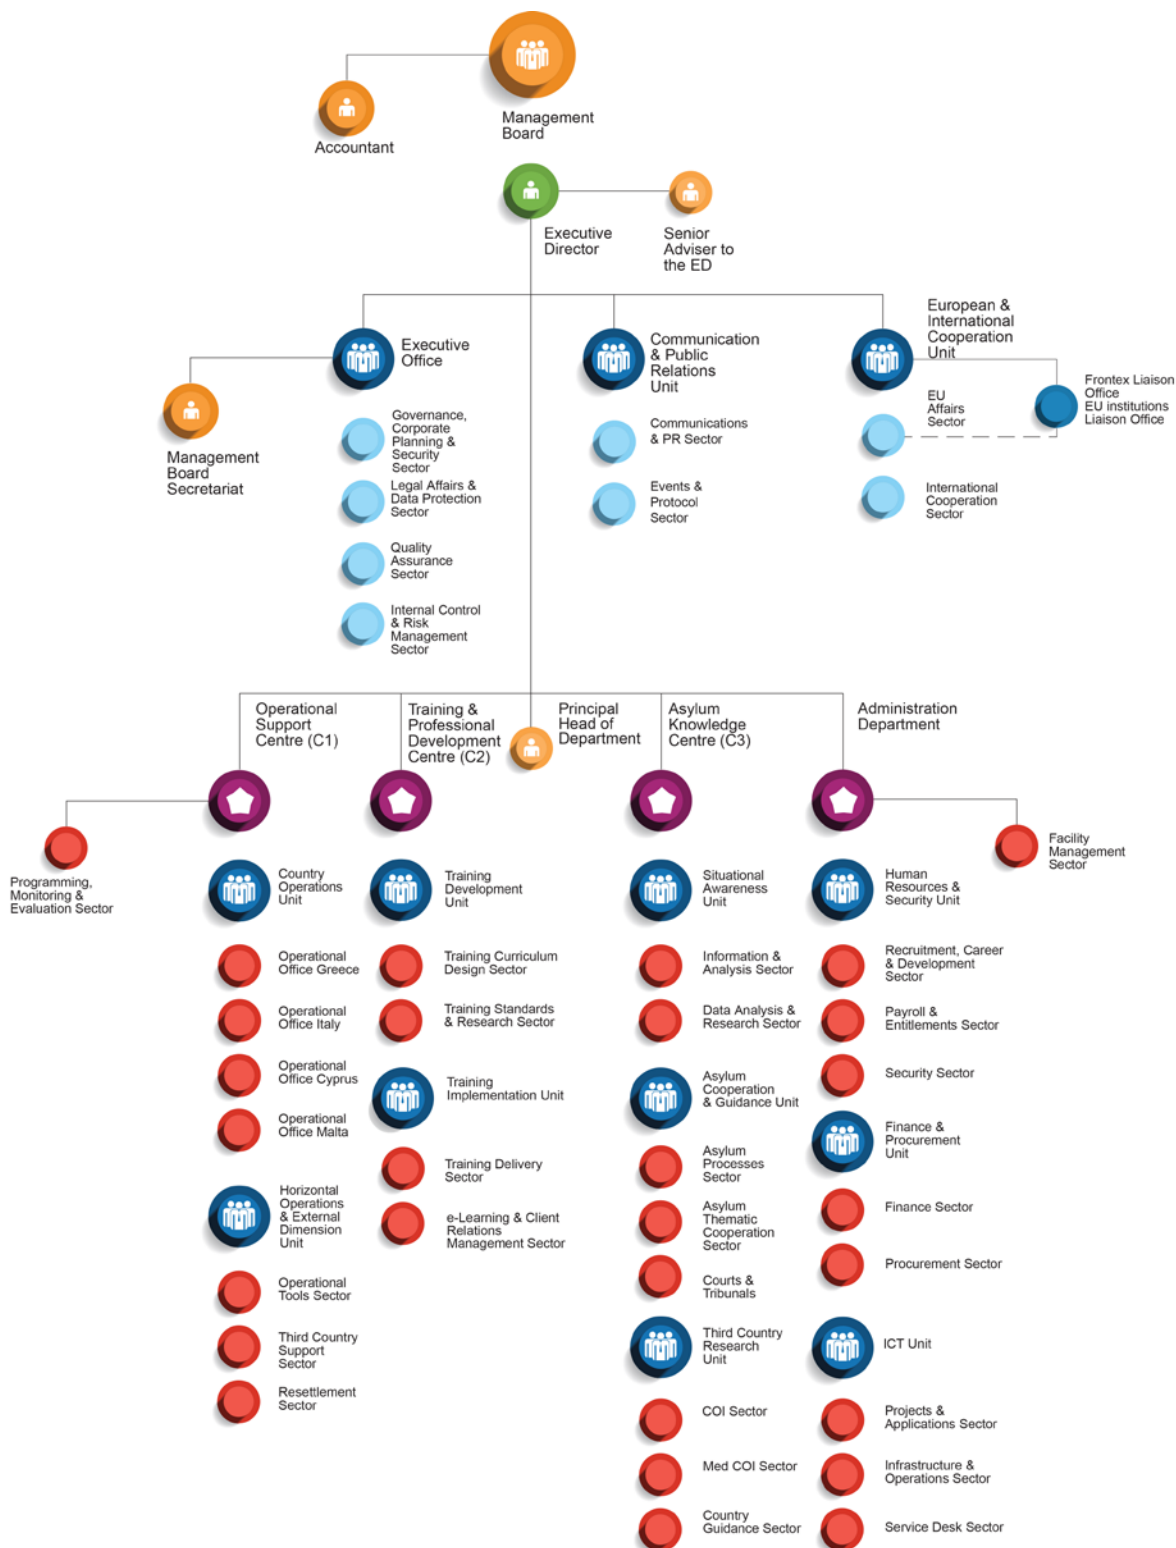 Management
Board
Accountant
Executive
Director
Senior
Adviser to
the ED
Executive
Office
Communication
& Public
Relations
Unit
European &
International
Cooperation
Unit
Management
Board
Secretariat
Governance,
Corporate
Planning &
Security
Sector
Legal Affairs &
Data Protection
Sector
Quality
Assurance
Sector
Internal Control
& Risk
Management
Sector
Communications
& PR Sector
Events &
Protocol
Sector
EU
Affairs
Sector
International
Cooperation
Sector
Frontex Liaison
Office
EU institutions
Liaison Office
Operational
Support
Centre (C1)
Training &
Professional
Development
Centre (C2)
Principal
Head of
Department
Asylum
Knowledge
Centre (C3)
Administration
Department
Programming,
Monitoring &
Evaluation Sector
Country
Operations
Unit
Operational
Office Greece
Operational
Office Italy
Operational
Office Cyprus
Operational
Office Malta
Horizontal
Operations
& External
Dimension
Unit
Operational
Tools Sector
Third Country
Support
Sector
Resettlement
Sector
Training
Development
Unit
Training Curriculum
Design Sector
Training Standards
& Research Sector
Training
Implementation Unit
Training Delivery
Sector
e-Learning & Client
Relations
Management Sector
Situational
Awareness
Unit
Information &
Analysis Sector
Data Analysis &
Research Sector
Asylum
Cooperation
& Guidance Unit
Asylum
Processes
Sector
Asylum
Thematic
Cooperation
Sector
Courts &
Tribunals
Third Country
Research
Unit
COI Sector
Med COI Sector
Country
Guidance Sector
Human
Resources &
Security Unit
Recruitment, Career
& Development
Sector
Payroll &
Entitlements Sector
Security Sector
Finance &
Procurement
Unit
Finance Sector
Procurement Sector
ICT Unit
Projects &
Applications Sector
Infrastructure &
Operations Sector
Service Desk Sector
Facility
Management
Sector